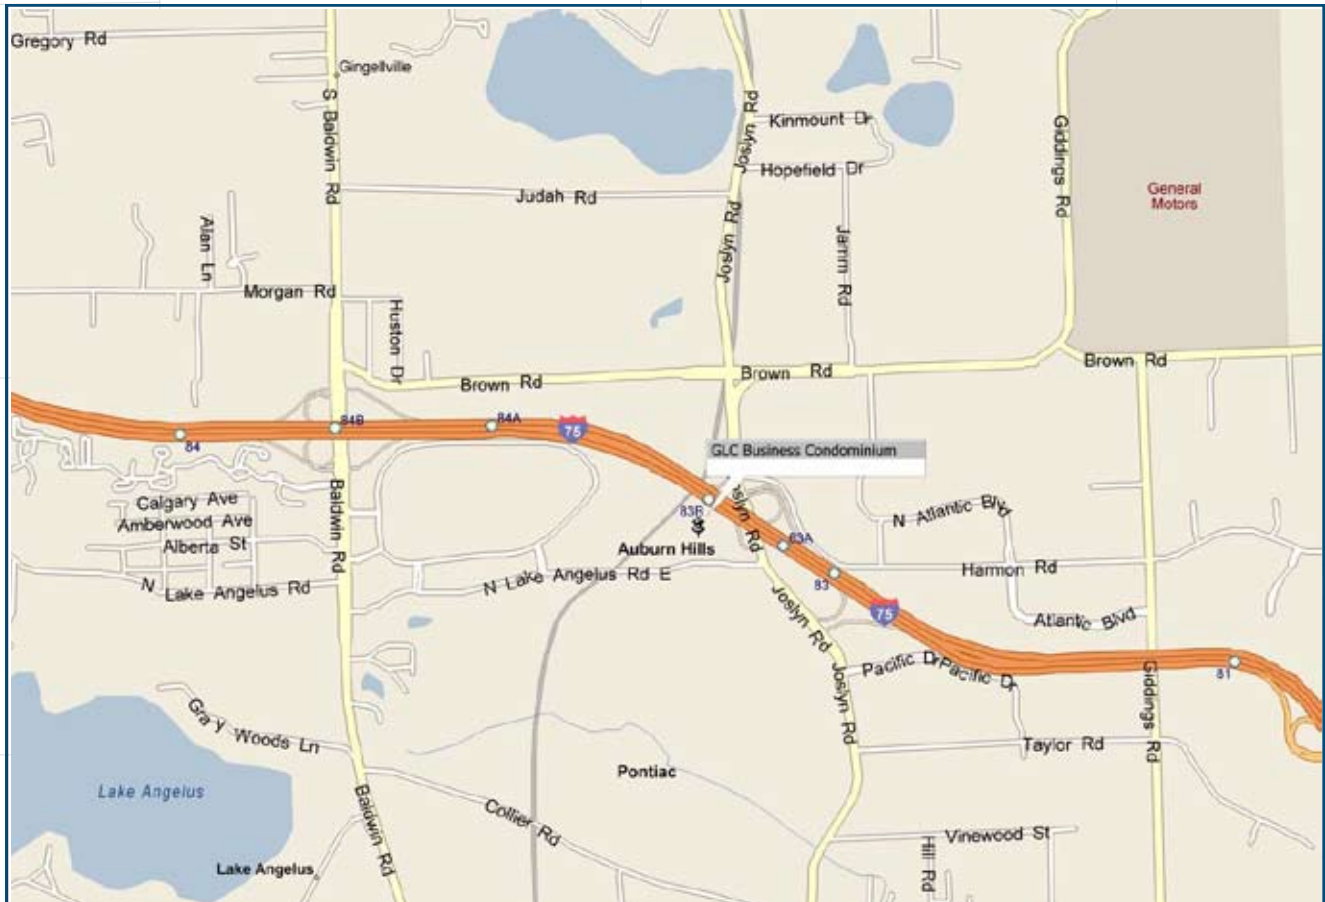 Gregory Rd
Gingellville
S Baldwin Rd
Joslyn Rd
Kinmount Dr
Hopefield Dr
Giddings Rd
General
Motors
Judah Rd
Joslyn Rd
Alan Ln
Jamm Rd
Morgan Rd
Huston Dr
Brown Rd
Brown Rd
Brown Rd
84
84B
84A
75
GLC Business Condominium
83B
Joslyn Rd
Baldwin Rd
Calgary Ave
Amberwood Ave
Alberta St
N Lake Angelus Rd
Auburn Hills
N Lake Angelus Rd E
83A
83
N Atlantic Blvd
Harmon Rd
Atlantic Blvd
75
Joslyn Rd
Pacific Dr
Pacific Dr
Joslyn Rd
81
Giddings Rd
Gray Woods Ln
Taylor Rd
Lake Angelus
Pontiac
Baldwin Rd
Collier Rd
Vinewood St
Hill Rd
Lake Angelus